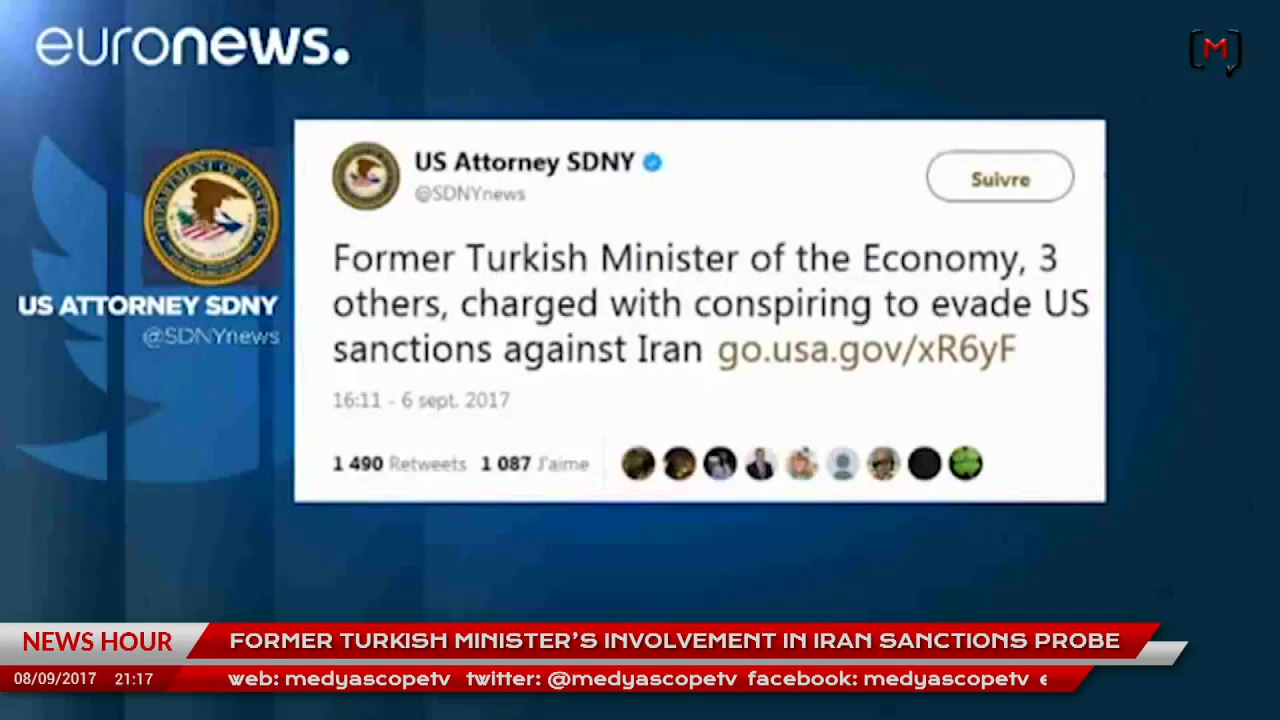 euronews.
[M]
DEPARTMENT OF JUSTICE
US ATTORNEY SDNY
@SDNYnews
US Attorney SDNY
@SDNYnews
Suivre
Former Turkish Minister of the Economy, 3
others, charged with conspiring to evade US
sanctions against Iran go.usa.gov/xR6yF
16:11 - 6 sept. 2017
1 490 Retweets 1 087 J'aime
NEWS HOUR
FORMER TURKISH MINISTER'S INVOLVEMENT IN IRAN SANCTIONS PROBE
08/09/2017 21:17
web: medyascopetv twitter: @medyascopetv facebook: medyascopetv